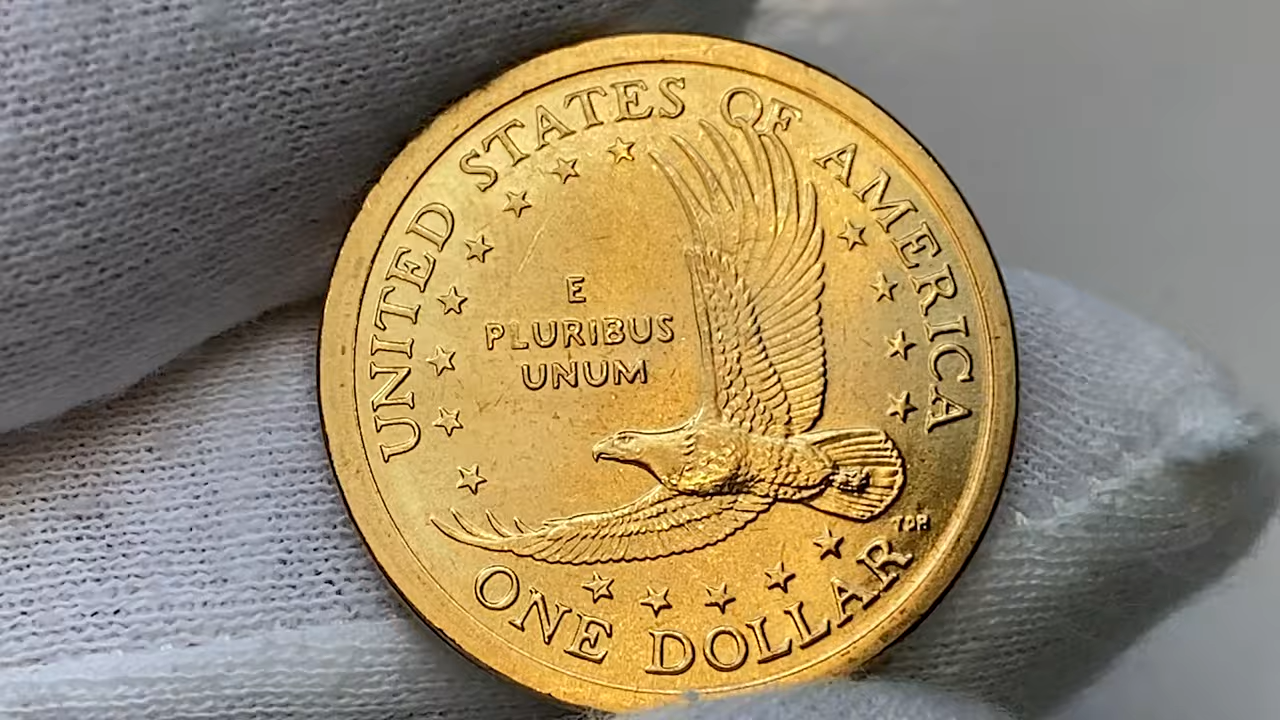 UNITED STATES OF AMERICA
E
PLURIBUS
UNUM
TDR
ONE DOLLAR